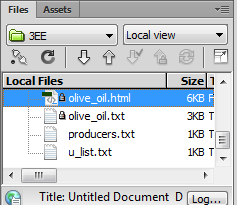 Files Assets
3EE Local view
Local Files Size T
olive_oil.html 6KB F
olive_oil.txt 3KB T
producers.txt 1KB T
u_list.txt 1KB T
Title: Untitled Document D Log...